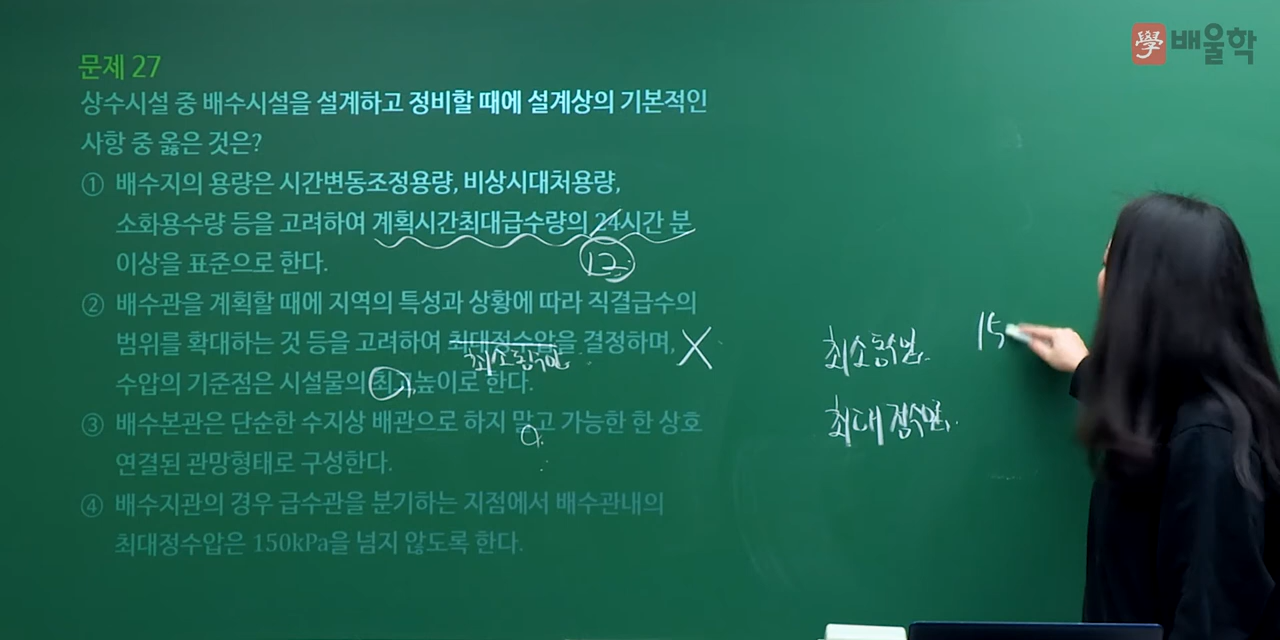 學 배울학
문제 27
상수시설 중 배수시설을 설계하고 정비할 때에 설계상의 기본적인
사항 중 옳은 것은?
① 배수지의 용량은 시간변동조정용량, 비상시대처용량,
소화용수량 등을 고려하여 계획시간최대급수량의 24시간 분
12
이상을 표준으로 한다.
② 배수관을 계획할 때에 지역의 특성과 상황에 따라 직결급수의
범위를 확대하는 것 등을 고려하여 최대정수압을 결정하며, X
최소동수압
수압의 기준점은 시설물의 최고높이로 한다.
③ 배수본관은 단순한 수지상 배관으로 하지 말고 가능한 한 상호
연결된 관망형태로 구성한다.
④ 배수지관의 경우 급수관을 분기하는 지점에서 배수관내의
최대정수압은 150kPa을 넘지 않도록 한다.
최소동수압 15
최대정수압